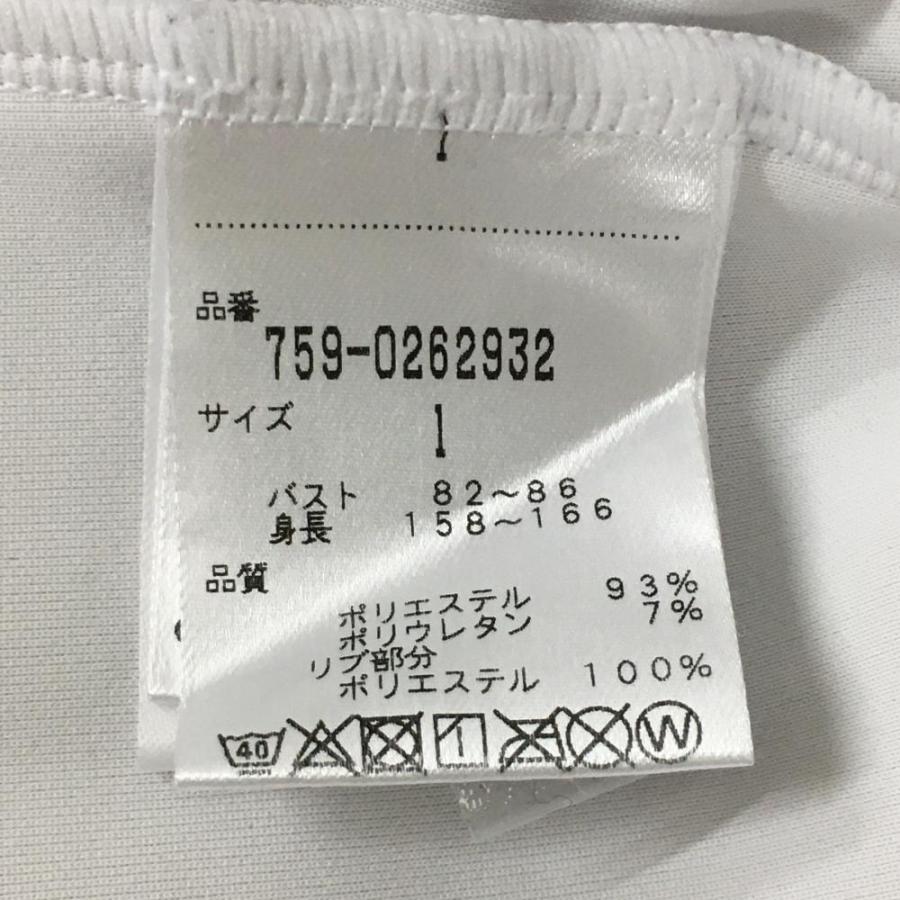 品番
759-0262932
サイズ 1
バスト 82～86
身長 158～166
品質
ポリエステル 93%
ポリウレタン 7%
リブ部分
ポリエステル 100%
40 W